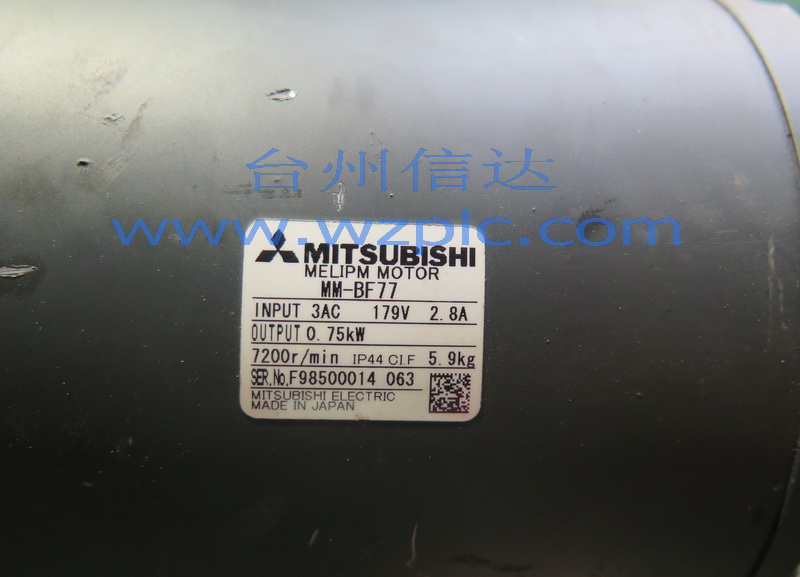 台州信达
www.wzplc.com
MITSUBISHI
MELIPM MOTOR
MM-BF77
INPUT 3AC 179V 2.8A
OUTPUT 0.75kW
7200r/min IP44 CI.F 5.9kg
SER.No.F98500014 063
MITSUBISHI ELECTRIC
MADE IN JAPAN